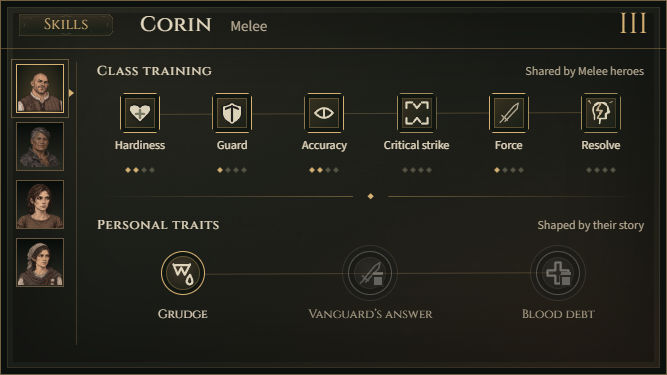 Skills
Corin Melee
III
Class training
Shared by Melee heroes
Hardiness
Guard
Accuracy
Critical strike
Force
Resolve
Personal traits
Shaped by their story
Grudge
Vanguard's answer
Blood debt